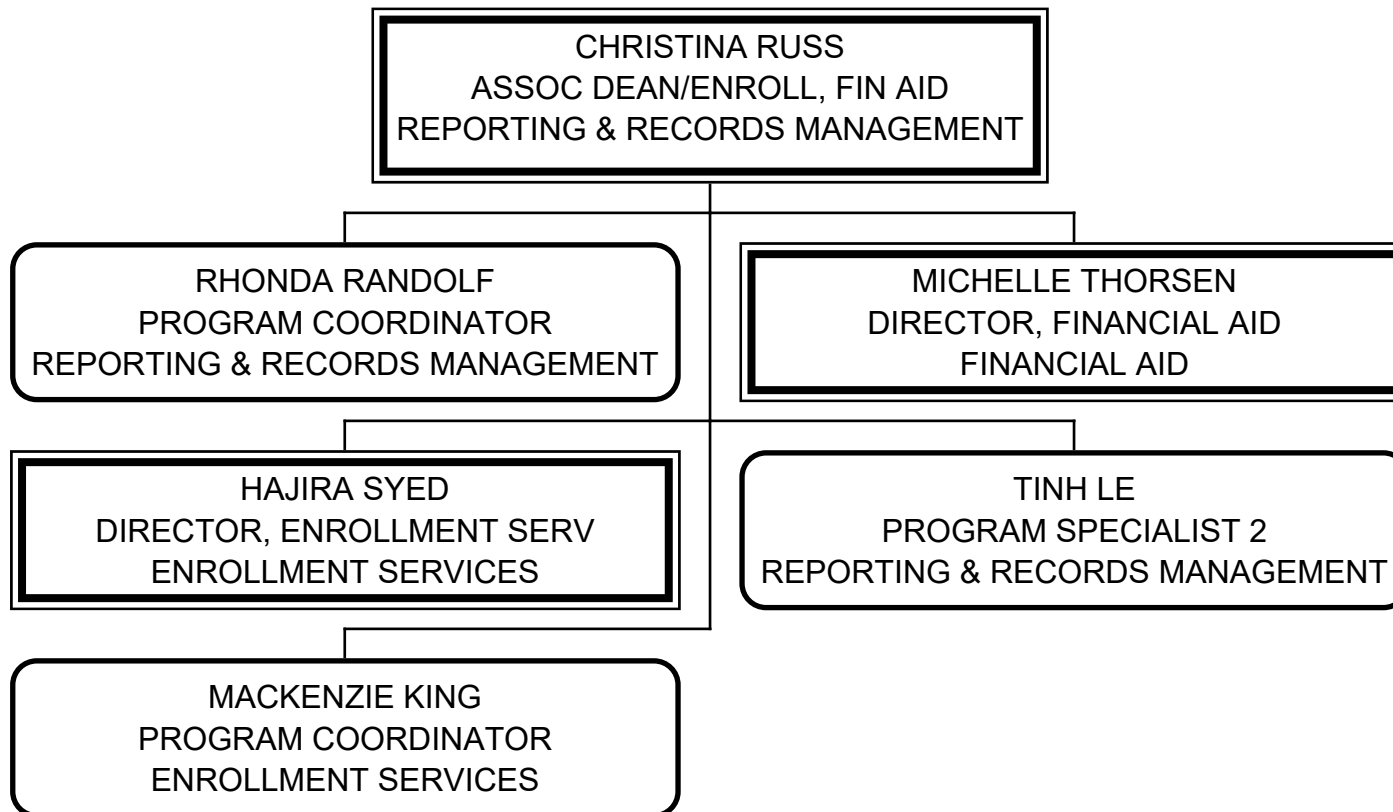 CHRISTINA RUSS
ASSOC DEAN/ENROLL, FIN AID
REPORTING & RECORDS MANAGEMENT
RHONDA RANDOLF
PROGRAM COORDINATOR
REPORTING & RECORDS MANAGEMENT
MICHELLE THORSEN
DIRECTOR, FINANCIAL AID
FINANCIAL AID
HAJIRA SYED
DIRECTOR, ENROLLMENT SERV
ENROLLMENT SERVICES
TINH LE
PROGRAM SPECIALIST 2
REPORTING & RECORDS MANAGEMENT
MACKENZIE KING
PROGRAM COORDINATOR
ENROLLMENT SERVICES